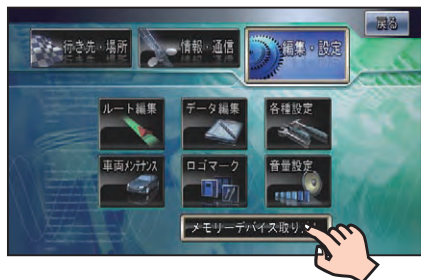 戻る
行き先・場所
情報・通信
編集・設定
ルート編集
データ編集
各種設定
車両メンテナンス
ロゴマーク
音量設定
メモリーデバイス取り